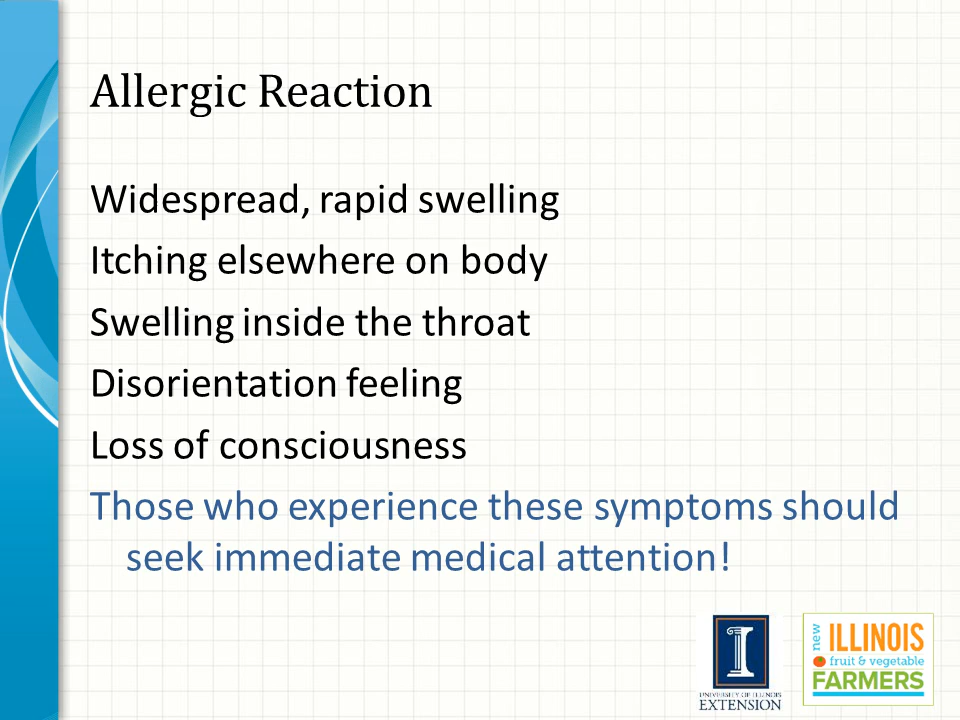 Allergic Reaction
Widespread, rapid swelling
Itching elsewhere on body
Swelling inside the throat
Disorientation feeling
Loss of consciousness
Those who experience these symptoms should
seek immediate medical attention!
I
UNIVERSITY OF ILLINOIS
EXTENSION
new
ILLINOIS
fruit & vegetable
FARMERS